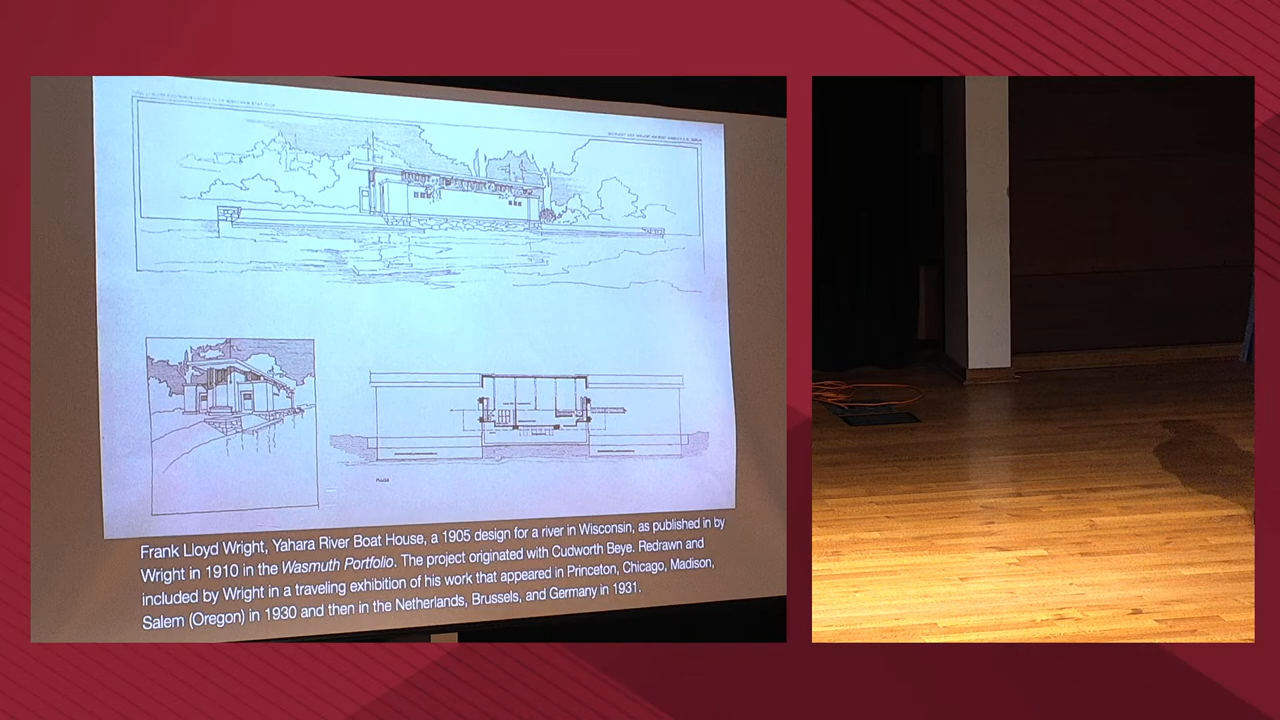 Frank Lloyd Wright, Yahara River Boat House, a 1905 design for a river in Wisconsin, as published in by
Wright in 1910 in the Wasmuth Portfolio. The project originated with Cudworth Beye. Redrawn and
included by Wright in a traveling exhibition of his work that appeared in Princeton, Chicago, Madison,
Salem (Oregon) in 1930 and then in the Netherlands, Brussels, and Germany in 1931.